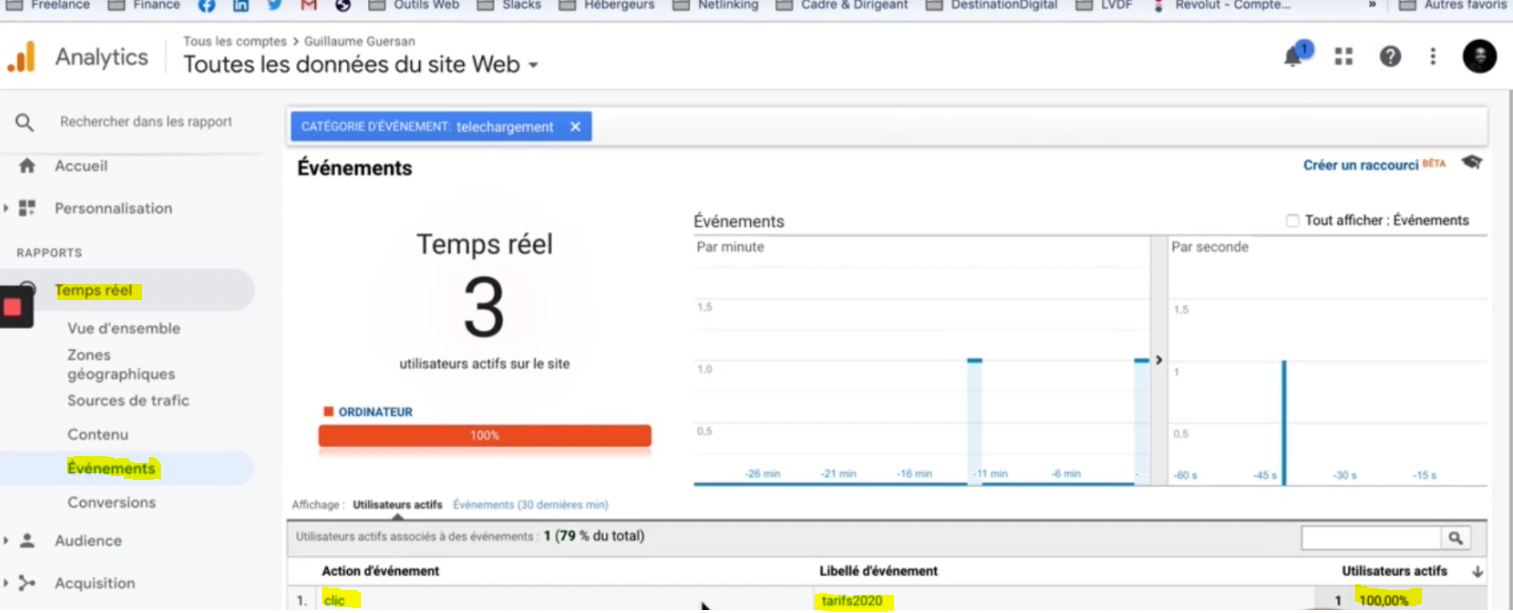 Freelance Finance Outils Web Slacks Hébergeurs Netlinking Cadre & Dirigeant DestinationDigital LVDF Revolut - Compte... » Autres favoris
Analytics
Tous les comptes > Guillaume Guersan
Toutes les données du site Web
1
Rechercher dans les rapport
Accueil
Personnalisation
RAPPORTS
Temps réel
Vue d'ensemble
Zones
géographiques
Sources de trafic
Contenu
Événements
Conversions
Audience
Acquisition
CATÉGORIE D'ÉVÉNEMENT: telechargement
Événements
Créer un raccourci BÊTA
Temps réel
3
utilisateurs actifs sur le site
ORDINATEUR
100%
Événements
Tout afficher : Événements
Par minute
1,5
1,0
0,5
-26 min -21 min -16 min -11 min -6 min -...
Par seconde
1,5
1
0,5
-60 s -45 s -30 s -15 s
Affichage : Utilisateurs actifs Événements (30 dernières min)
Utilisateurs actifs associés à des événements : 1 (79 % du total)
Action d'événement Libellé d'événement Utilisateurs actifs
1. clic tarifs2020 1 100,00%